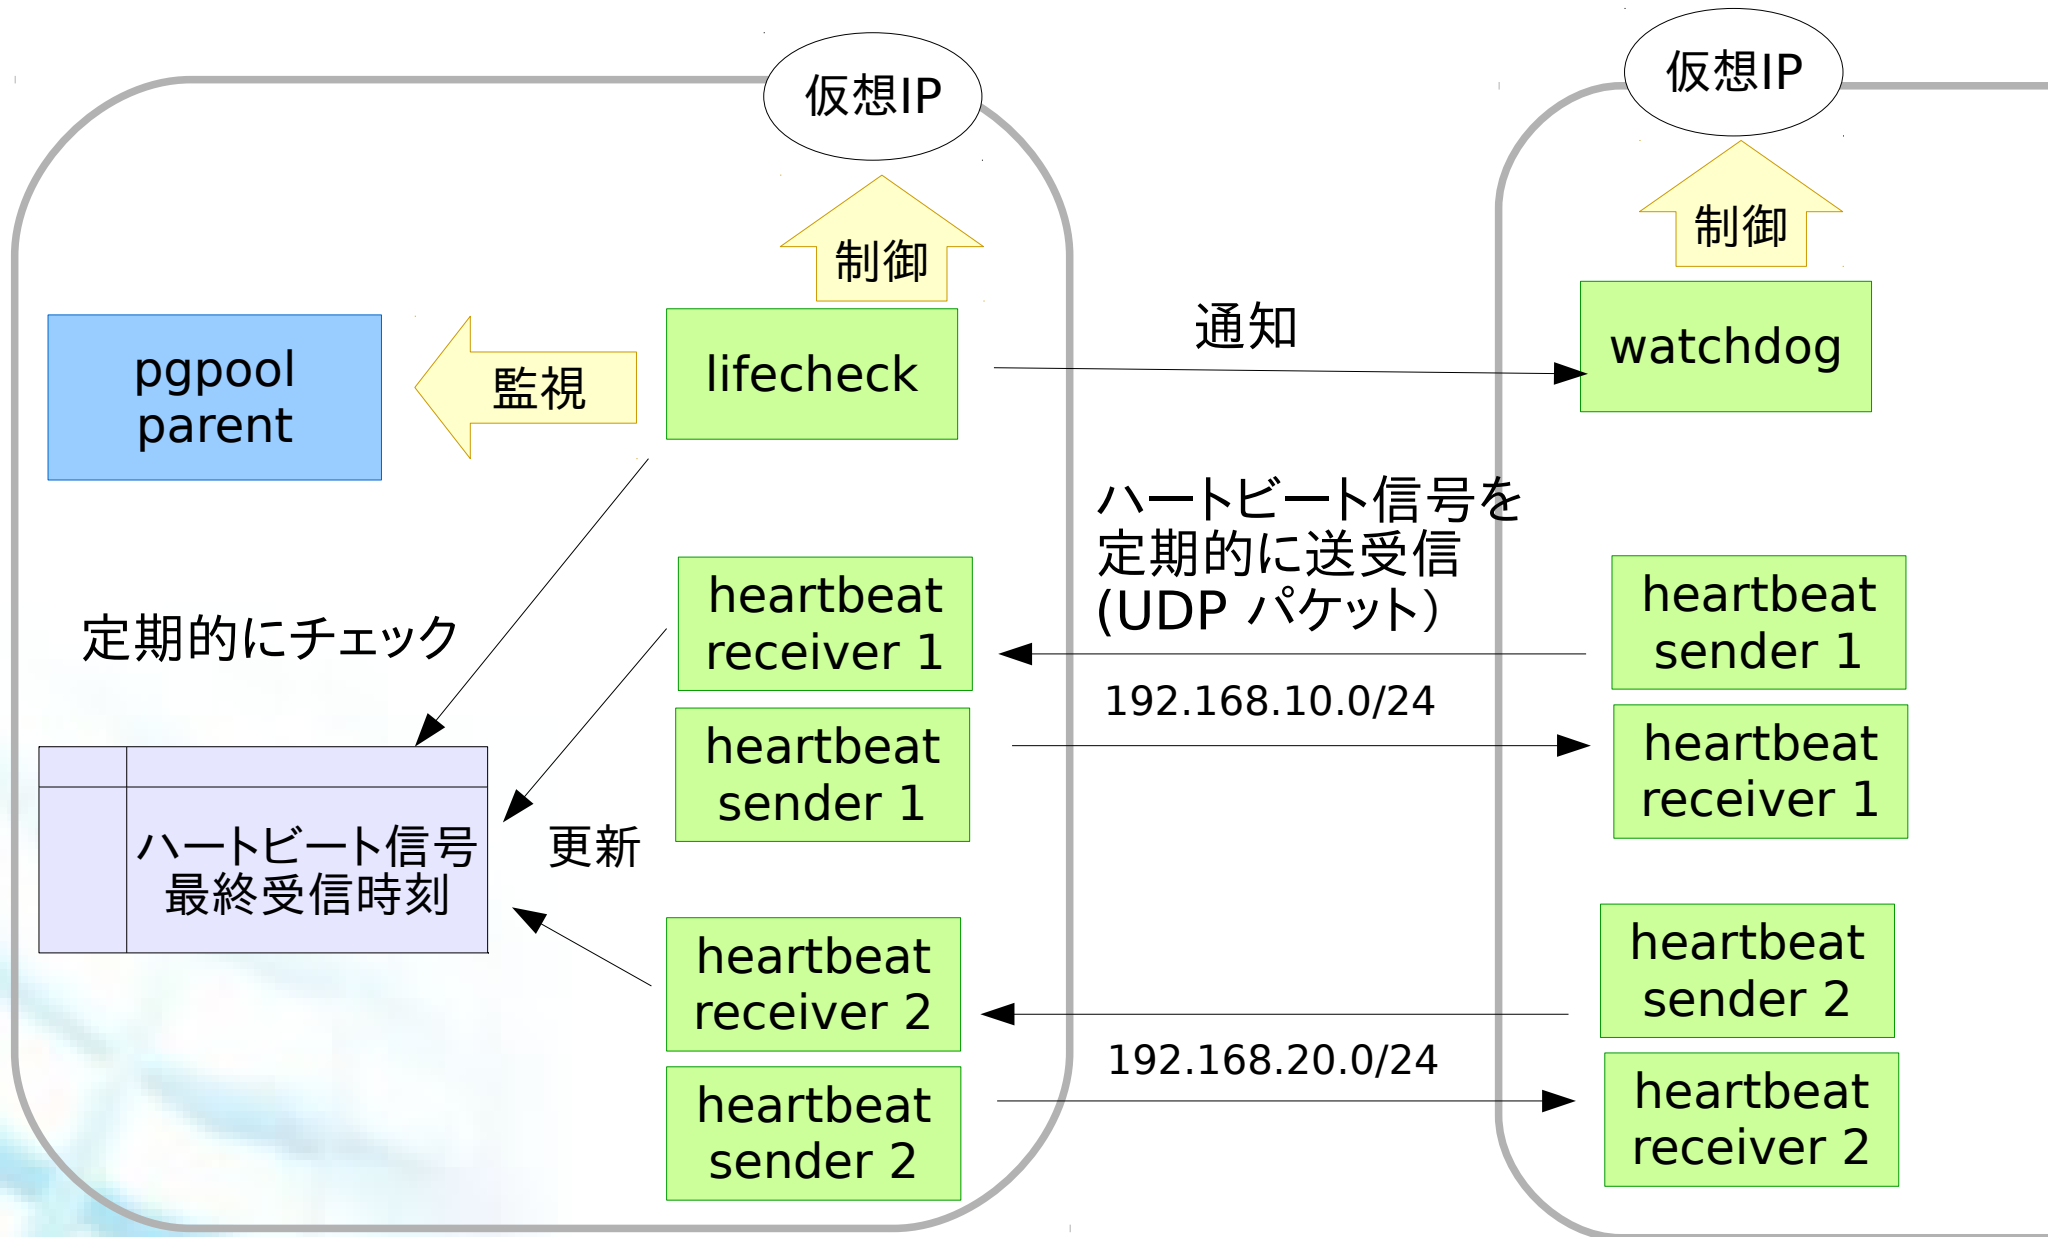 仮想IP
仮想IP
制御
制御
pgpool
parent
監視
lifecheck
通知
watchdog
ハートビート信号を
定期的に送受信
(UDP パケット）
定期的にチェック
heartbeat
receiver 1
heartbeat
sender 1
192.168.10.0/24
heartbeat
sender 1
heartbeat
receiver 1
ハートビート信号
最終受信時刻
更新
heartbeat
receiver 2
heartbeat
sender 2
192.168.20.0/24
heartbeat
sender 2
heartbeat
receiver 2